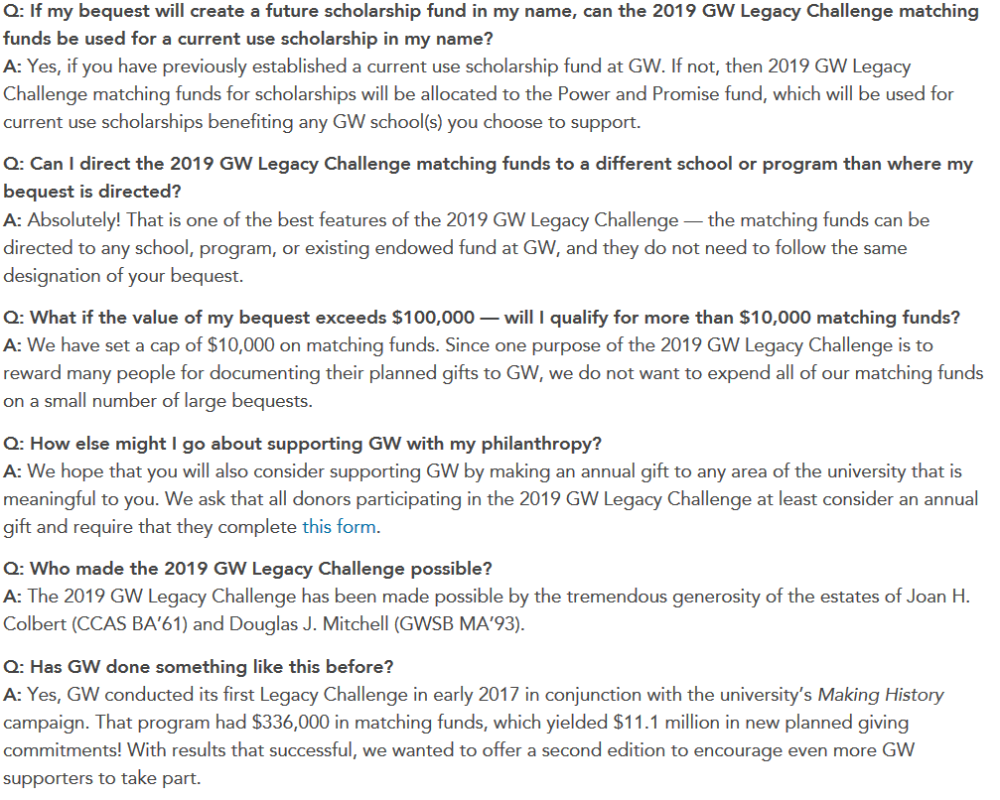 Q: If my bequest will create a future scholarship fund in my name, can the 2019 GW Legacy Challenge matching
funds be used for a current use scholarship in my name?
A: Yes, if you have previously established a current use scholarship fund at GW. If not, then 2019 GW Legacy
Challenge matching funds for scholarships will be allocated to the Power and Promise fund, which will be used for
current use scholarships benefiting any GW school(s) you choose to support.
Q: Can I direct the 2019 GW Legacy Challenge matching funds to a different school or program than where my
bequest is directed?
A: Absolutely! That is one of the best features of the 2019 GW Legacy Challenge — the matching funds can be
directed to any school, program, or existing endowed fund at GW, and they do not need to follow the same
designation of your bequest.
Q: What if the value of my bequest exceeds $100,000 — will I qualify for more than $10,000 matching funds?
A: We have set a cap of $10,000 on matching funds. Since one purpose of the 2019 GW Legacy Challenge is to
reward many people for documenting their planned gifts to GW, we do not want to expend all of our matching funds
on a small number of large bequests.
Q: How else might I go about supporting GW with my philanthropy?
A: We hope that you will also consider supporting GW by making an annual gift to any area of the university that is
meaningful to you. We ask that all donors participating in the 2019 GW Legacy Challenge at least consider an annual
gift and require that they complete this form.
Q: Who made the 2019 GW Legacy Challenge possible?
A: The 2019 GW Legacy Challenge has been made possible by the tremendous generosity of the estates of Joan H.
Colbert (CCAS BA’61) and Douglas J. Mitchell (GWSB MA’93).
Q: Has GW done something like this before?
A: Yes, GW conducted its first Legacy Challenge in early 2017 in conjunction with the university’s Making History
campaign. That program had $336,000 in matching funds, which yielded $11.1 million in new planned giving
commitments! With results that successful, we wanted to offer a second edition to encourage even more GW
supporters to take part.